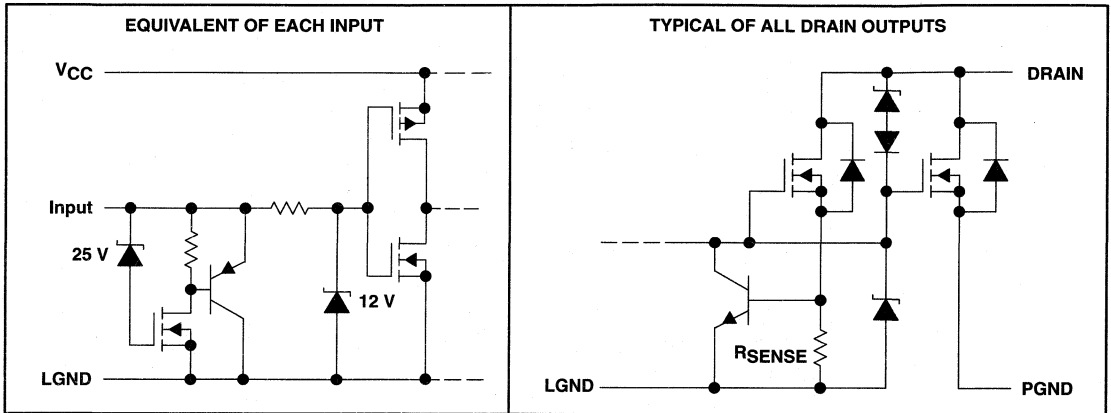 EQUIVALENT OF EACH INPUT
VCC
Input
25 V
12 V
LGND
TYPICAL OF ALL DRAIN OUTPUTS
DRAIN
RSENSE
LGND
PGND